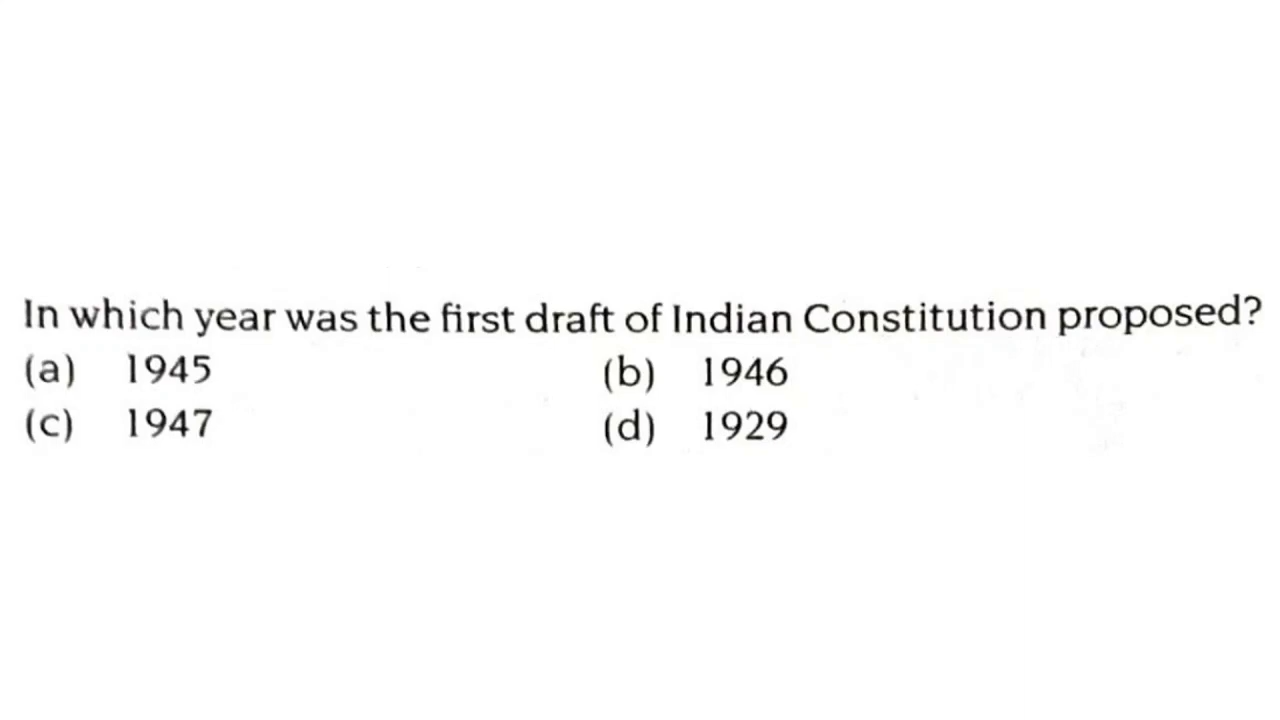 In which year was the first draft of Indian Constitution proposed?
(a) 1945 (b) 1946
(c) 1947 (d) 1929